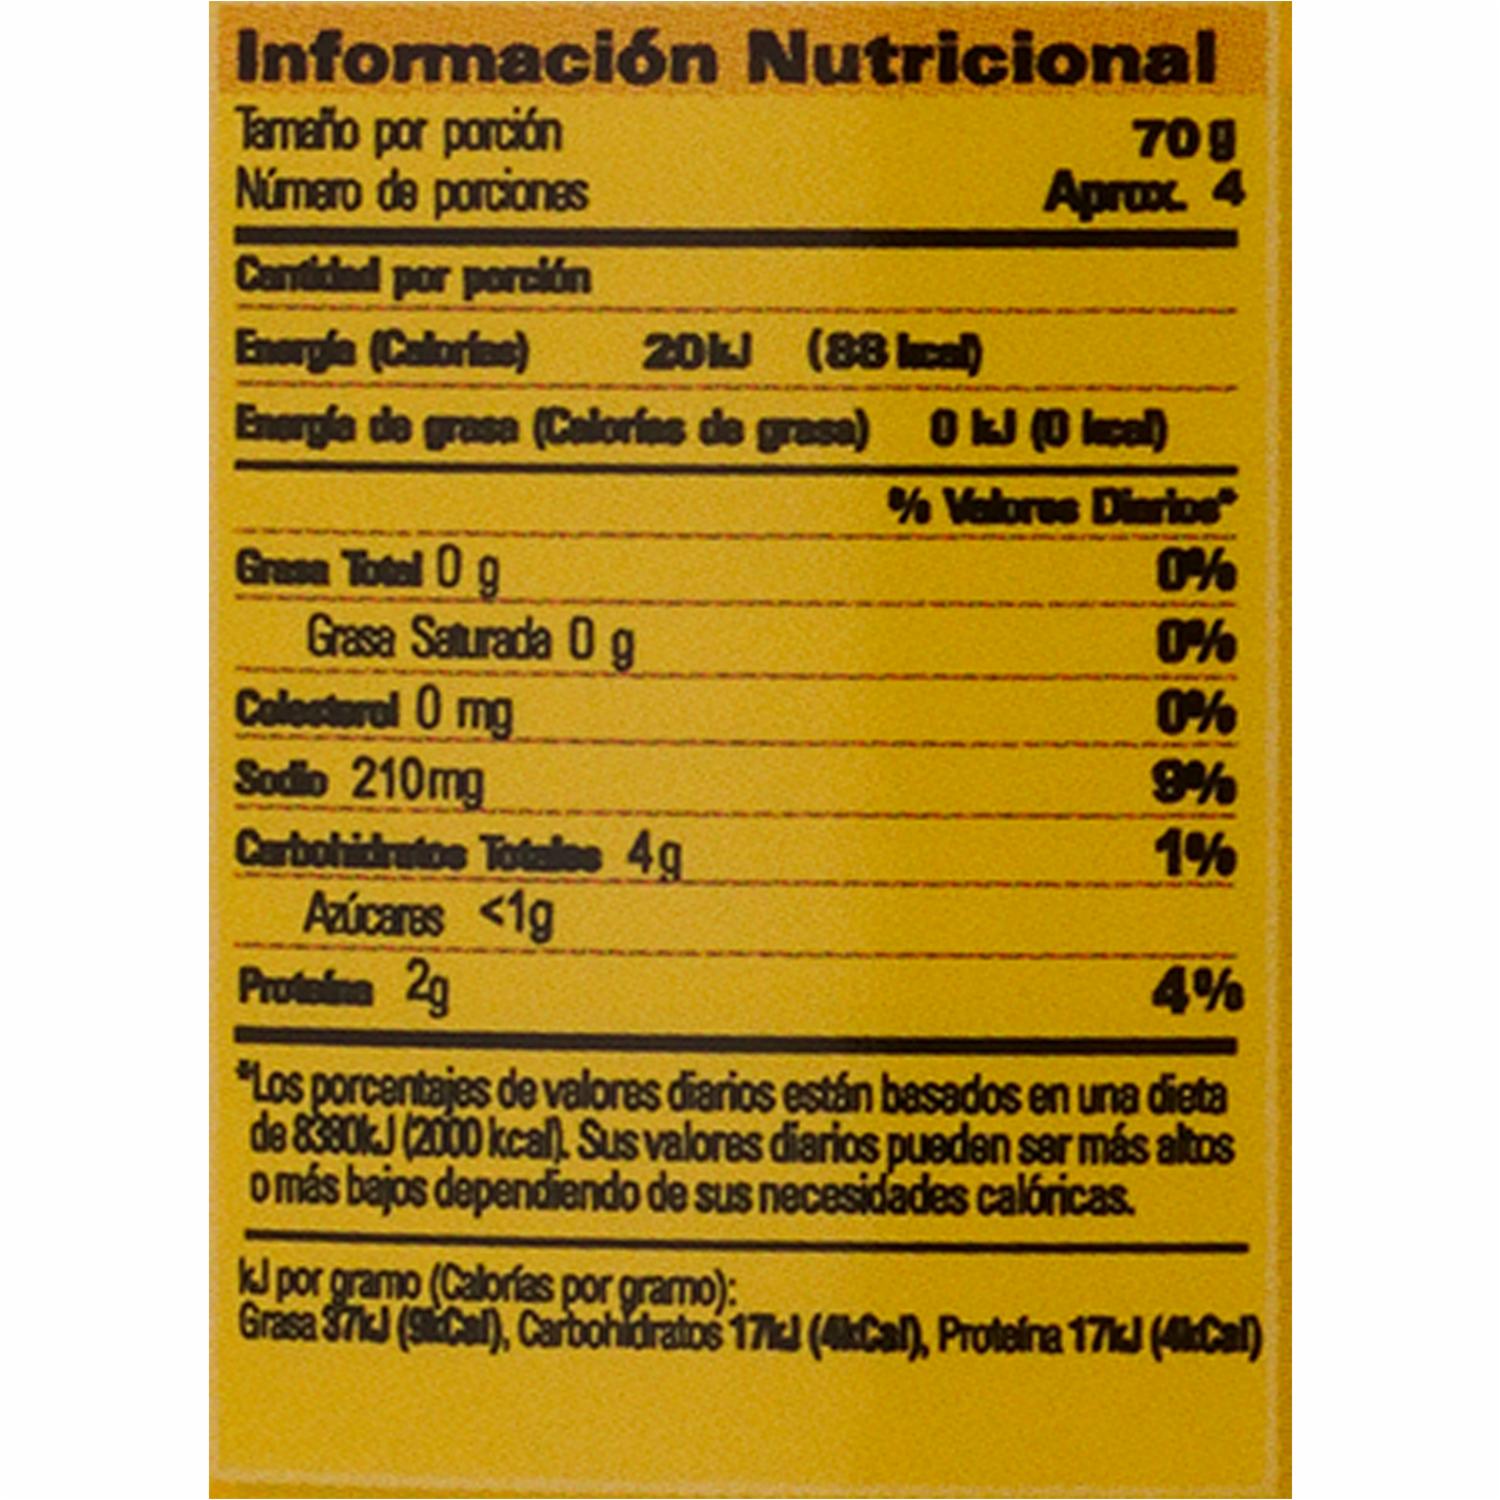 Información Nutricional
Tamaño por porción 70 g
Número de porciones Aprox. 4
Cantidad por porción
Energía (Calorías) 20 kJ (88 kcal)
Energía de grasa (Calorías de grasa) 0 kJ (0 kcal)
% Valores Diarios*
Grasa Total 0 g 0%
Grasa Saturada 0 g 0%
Colesterol 0 mg 0%
Sodio 210mg 9%
Carbohidratos Totales 4g 1%
Azúcares <1g
Proteína 2g 4%
*Los porcentajes de valores diarios están basados en una dieta
de 8380kJ (2000 kcal). Sus valores diarios pueden ser más altos
o más bajos dependiendo de sus necesidades calóricas.
kJ por gramo (Calorías por gramo):
Grasa 37kJ (9kCal), Carbohidratos 17kJ (4kCal), Proteína 17kJ (4kCal)